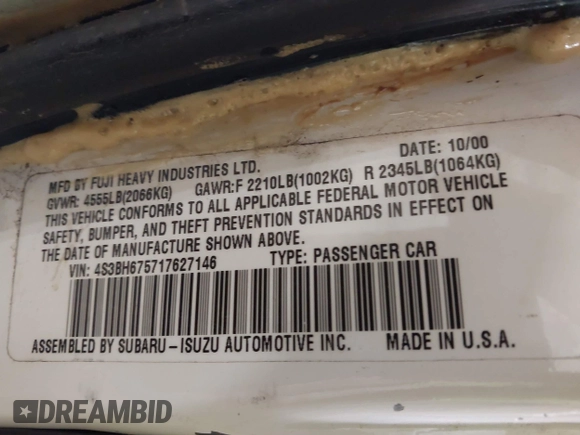 MFD BY FUJI HEAVY INDUSTRIES LTD. DATE: 10/00
GVWR: 4555LB(2066KG) GAWR:F 2210LB(1002KG) R 2345LB(1064KG)
THIS VEHICLE CONFORMS TO ALL APPLICABLE FEDERAL MOTOR VEHICLE
SAFETY, BUMPER, AND THEFT PREVENTION STANDARDS IN EFFECT ON
THE DATE OF MANUFACTURE SHOWN ABOVE.
VIN: 4S3BH675717627146 TYPE: PASSENGER CAR
ASSEMBLED BY SUBARU-ISUZU AUTOMOTIVE INC. MADE IN U.S.A.
DREAMBID